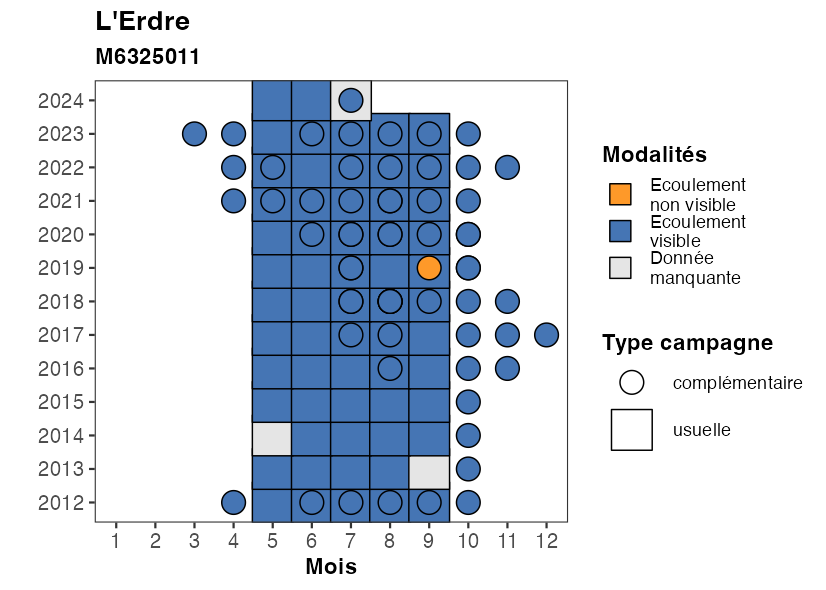 L'Erdre
M6325011
2024
2023
2022
2021
2020
2019
2018
2017
2016
2015
2014
2013
2012
1 2 3 4 5 6 7 8 9 10 11 12
Mois
Modalités
Ecoulement
non visible
Ecoulement
visible
Donnée
manquante
Type campagne
complémentaire
usuelle